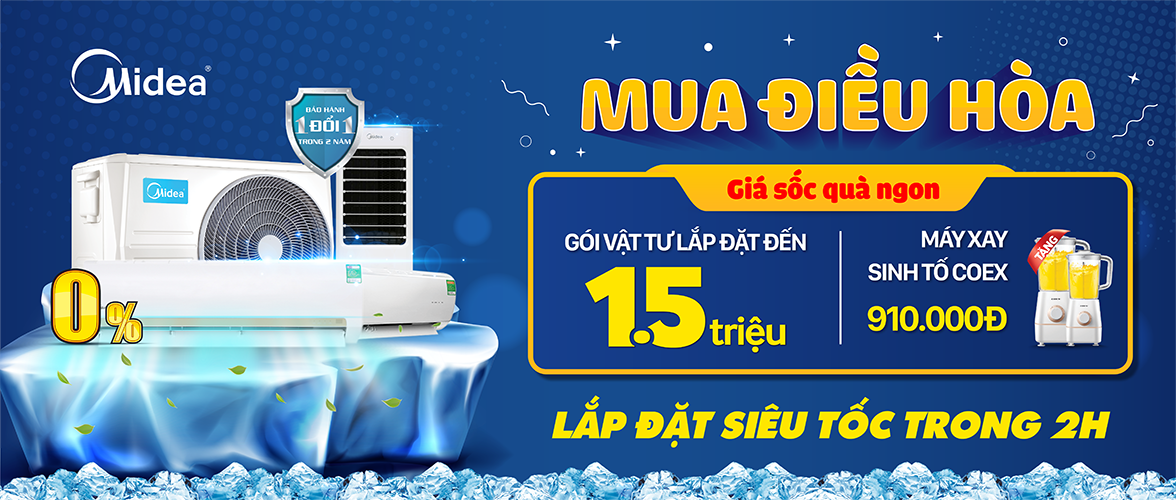 Midea
BẢO HÀNH
1 ĐỔI 1
TRONG 2 NĂM
Midea
Midea
0%
MUA ĐIỀU HÒA
Giá sốc quà ngon
GÓI VẬT TƯ LẮP ĐẶT ĐẾN
1.5 triệu
MÁY XAY
SINH TỐ COEX
910.000Đ
TẶNG
LẮP ĐẶT SIÊU TỐC TRONG 2H